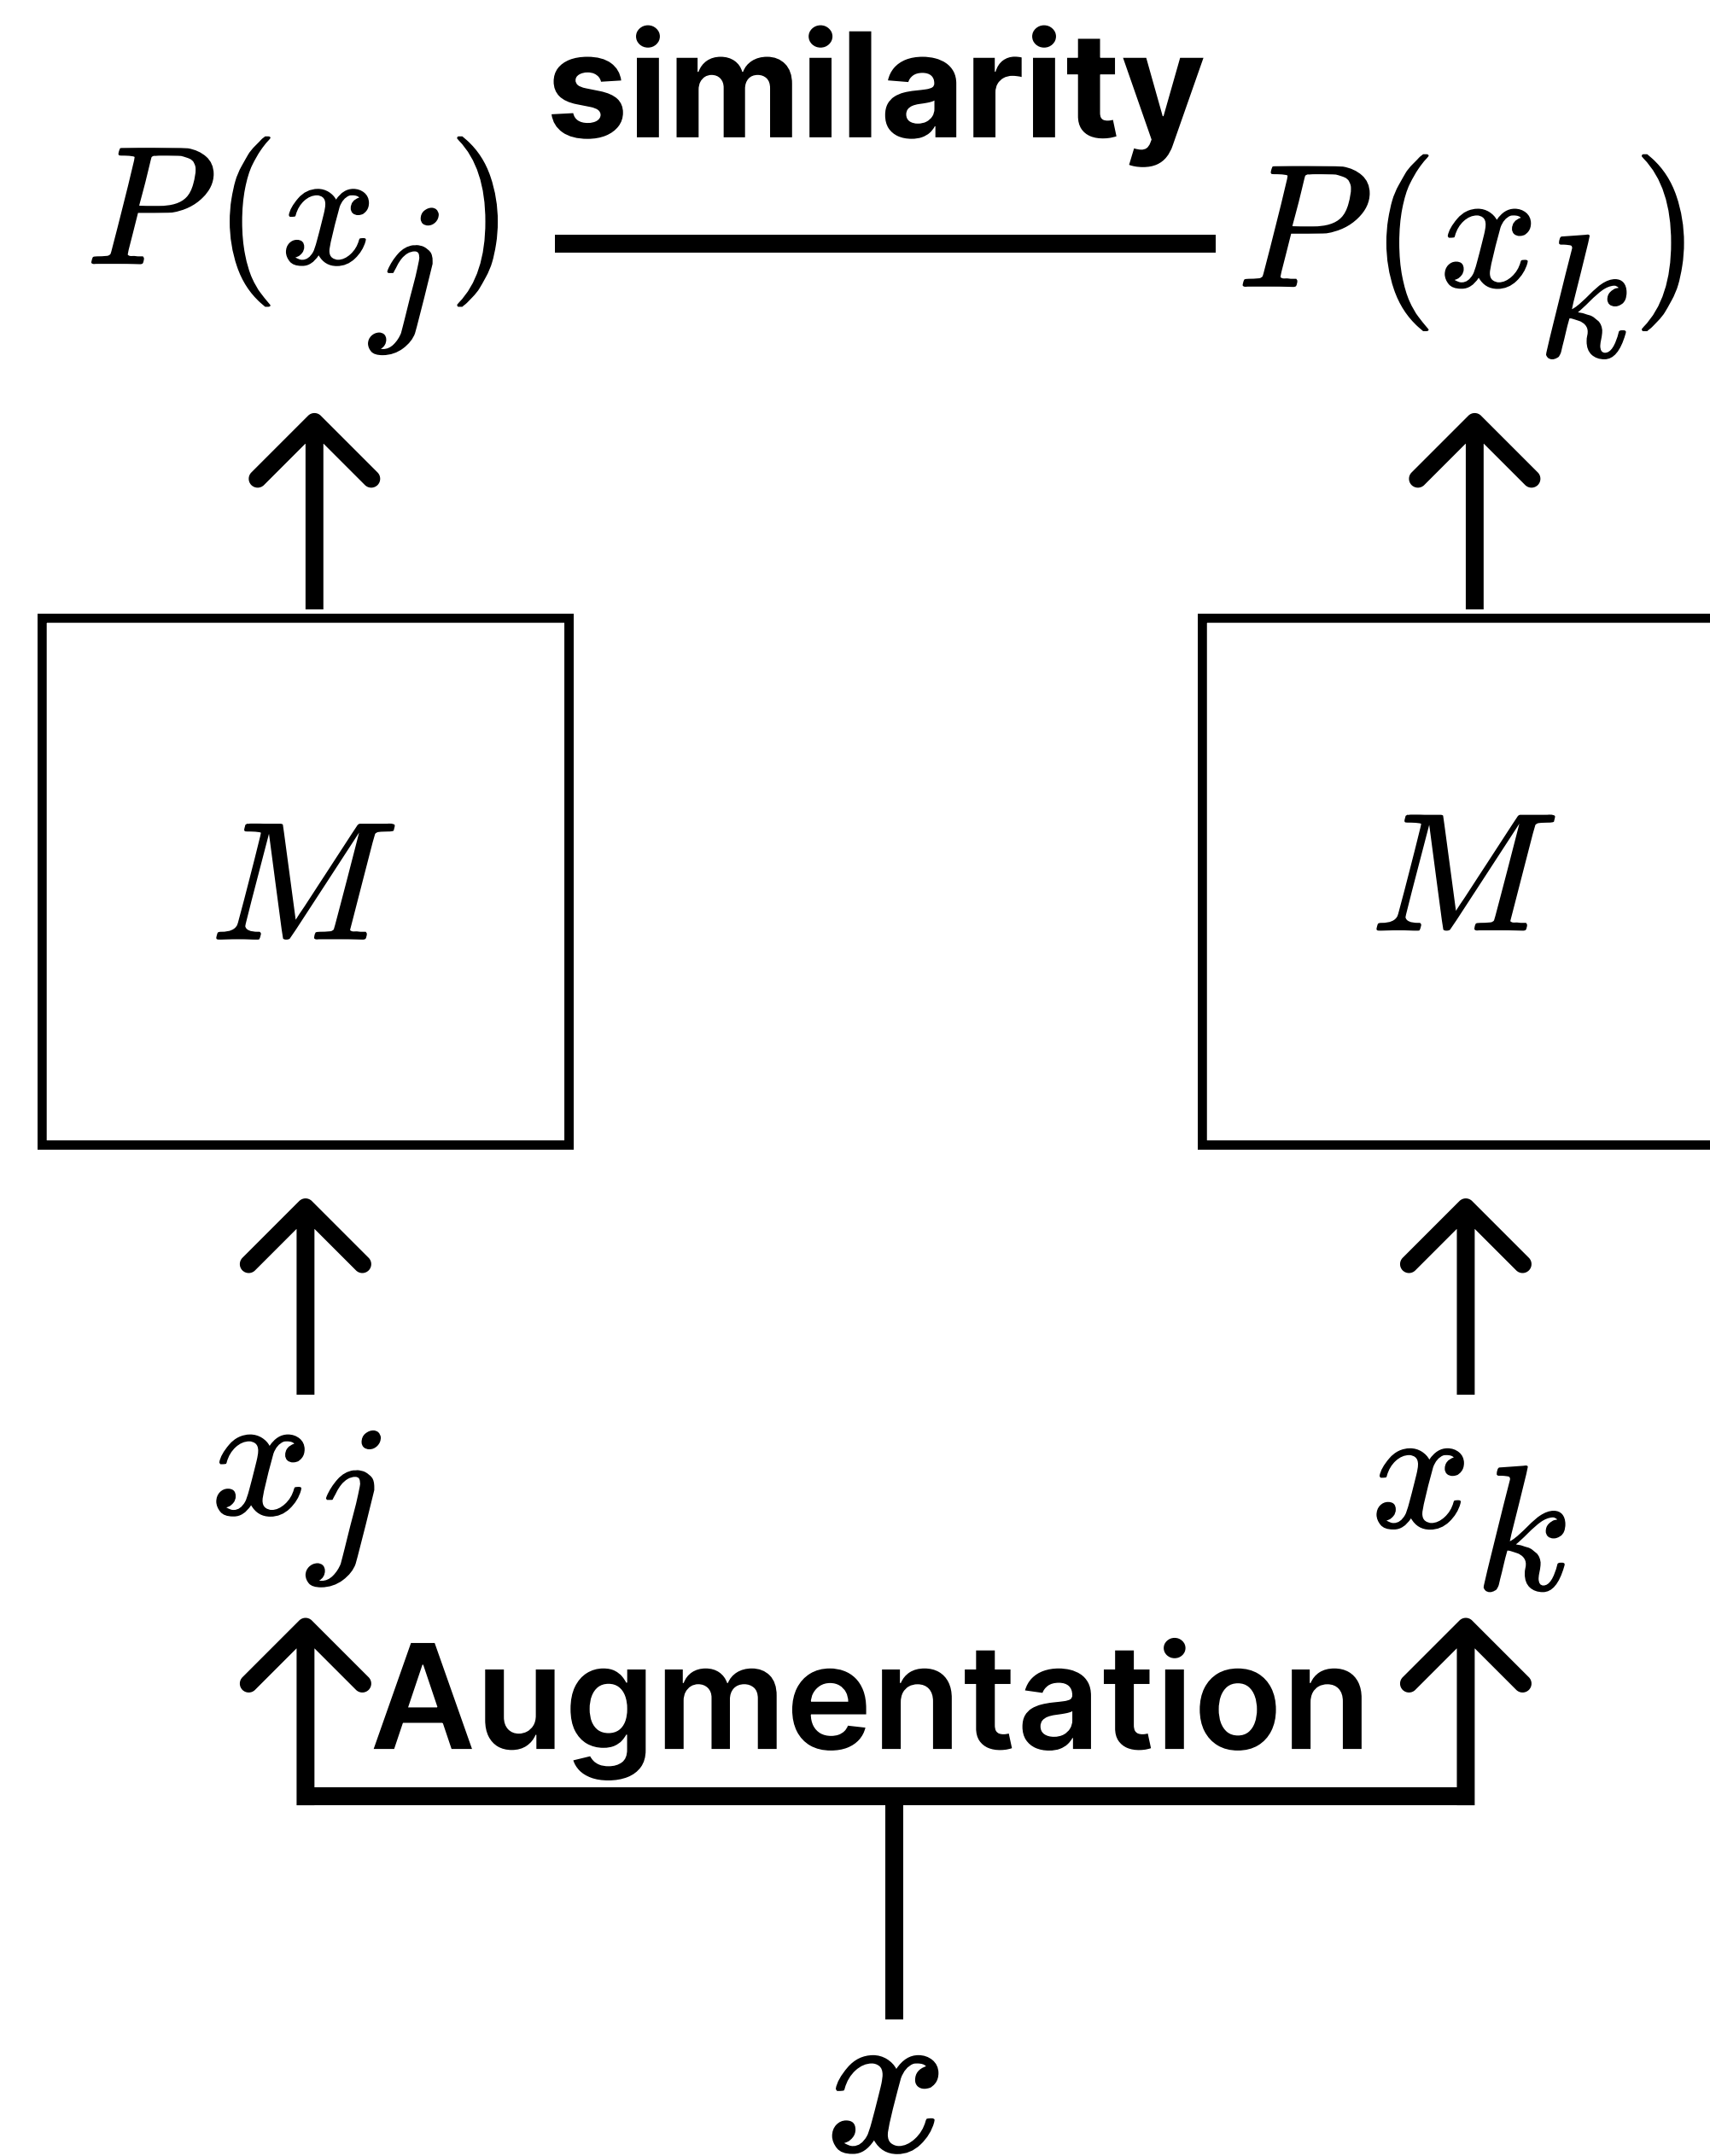 similarity
P(x_j) P(x_k)
M M
x_j x_k
Augmentation
x